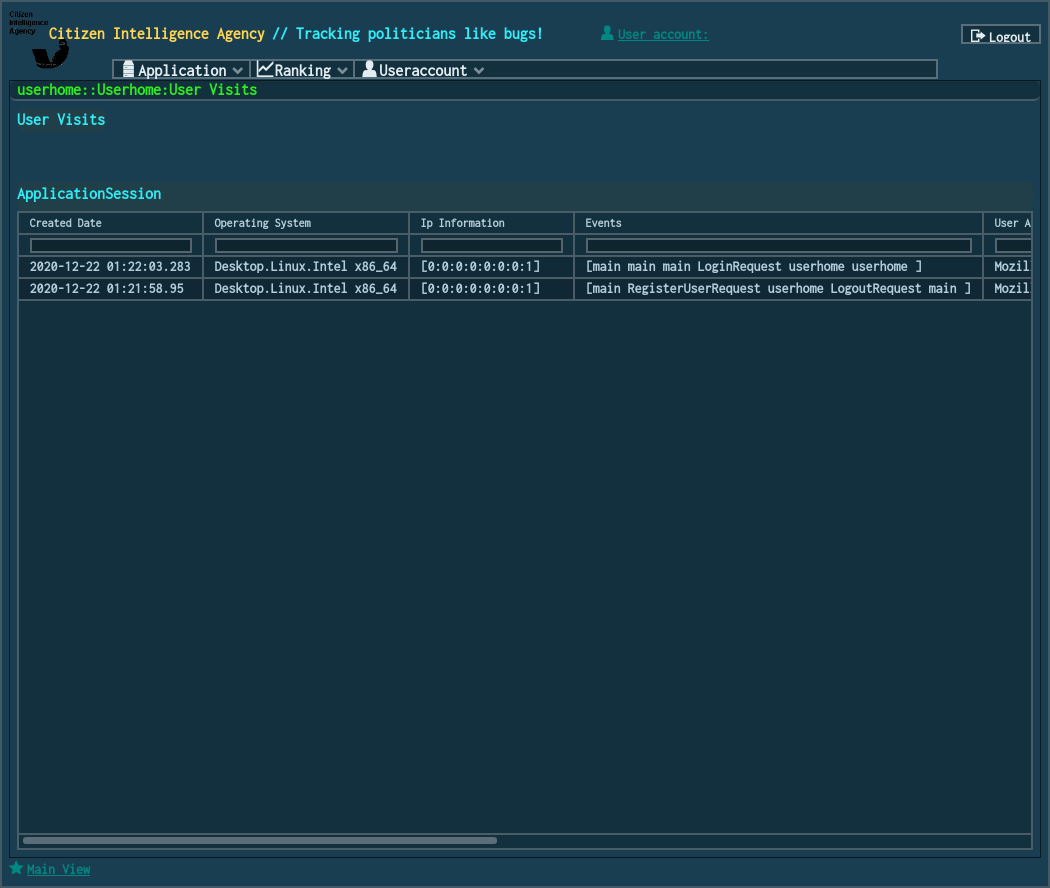 Citizen
Intelligence
Agency
Citizen Intelligence Agency // Tracking politicians like bugs!
User account:
Logout
Application Ranking Useraccount
userhome::Userhome:User Visits
User Visits
ApplicationSession
Created Date Operating System Ip Information Events User A
2020-12-22 01:22:03.283 Desktop.Linux.Intel x86_64 [0:0:0:0:0:0:0:1] [main main main LoginRequest userhome userhome ] Mozil
2020-12-22 01:21:58.95 Desktop.Linux.Intel x86_64 [0:0:0:0:0:0:0:1] [main RegisterUserRequest userhome LogoutRequest main ] Mozil
Main View